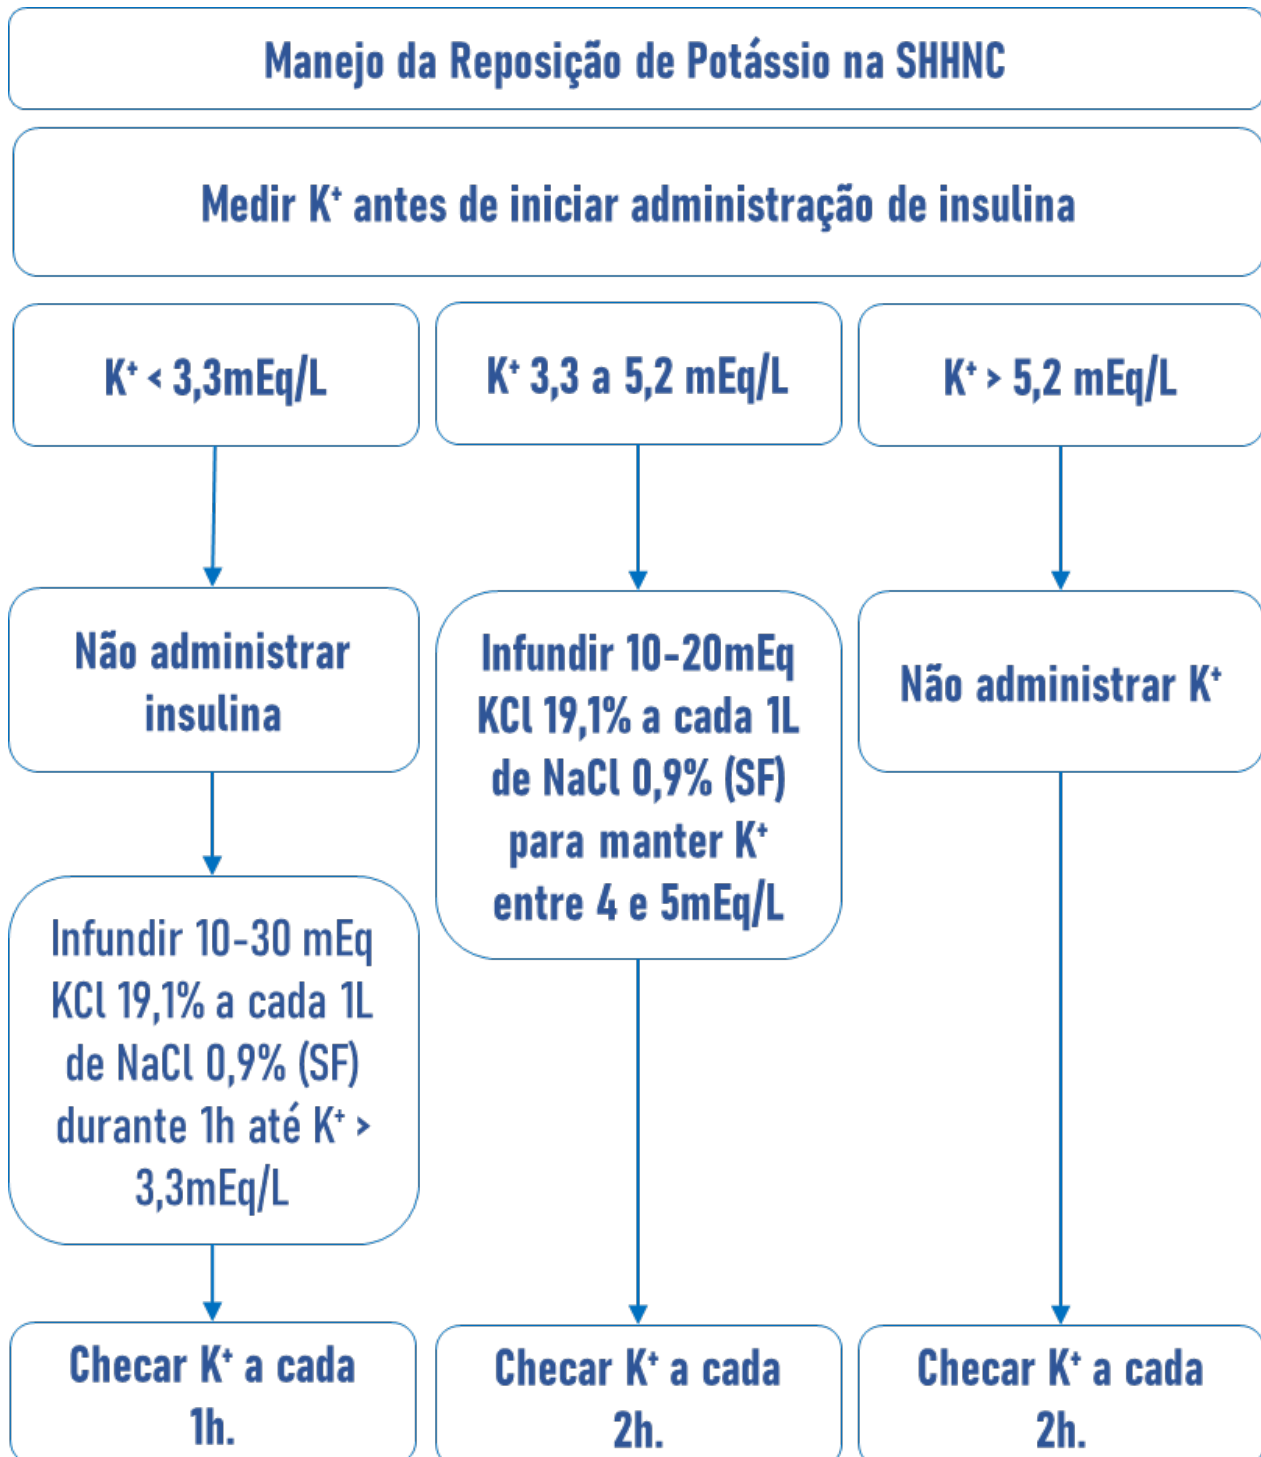 Manejo da Reposição de Potássio na SHHNC
Medir K⁺ antes de iniciar administração de insulina
K⁺ < 3,3mEq/L
Não administrar
insulina
Infundir 10-30 mEq
KCl 19,1% a cada 1L
de NaCl 0,9% (SF)
durante 1h até K⁺ >
3,3mEq/L
Checar K⁺ a cada
1h.
K⁺ 3,3 a 5,2 mEq/L
Infundir 10-20mEq
KCl 19,1% a cada 1L
de NaCl 0,9% (SF)
para manter K⁺
entre 4 e 5mEq/L
Checar K⁺ a cada
2h.
K⁺ > 5,2 mEq/L
Não administrar K⁺
Checar K⁺ a cada
2h.